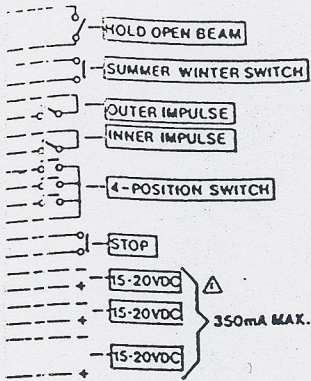 HOLD OPEN BEAM
SUMMER WINTER SWITCH
OUTER IMPULSE
INNER IMPULSE
4-POSITION SWITCH
STOP
15-20VDC
15-20VDC
15-20VDC
350mA MAX.